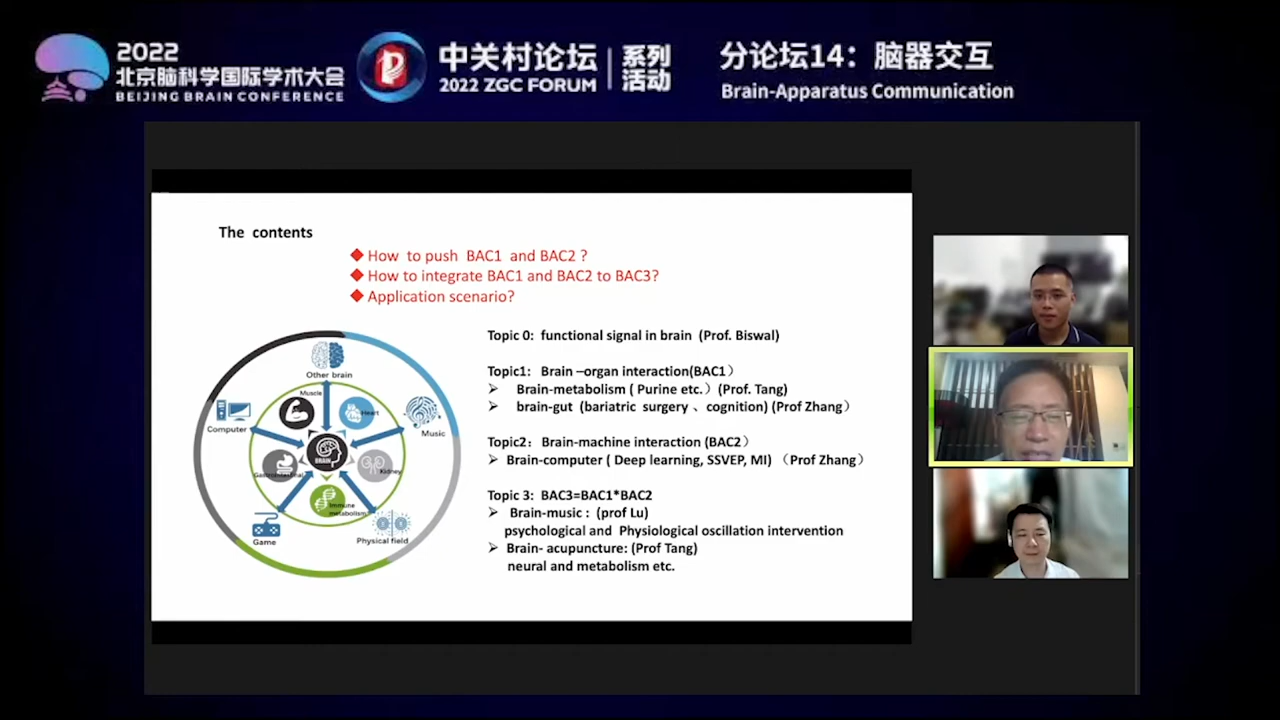 2022
北京脑科学国际学术大会
BEIJING BRAIN CONFERENCE
中关村论坛
2022 ZGC FORUM
系列
活动
分论坛14：脑器交互
Brain-Apparatus Communication
The contents
How to push BAC1 and BAC2 ?
How to integrate BAC1 and BAC2 to BAC3?
Application scenario?
Other brain
Muscle
Heart
Computer
Music
BRAIN
Gastrointestinal
Kidney
Immune
metabolism
Game
Physical field
Topic 0: functional signal in brain (Prof. Biswal)
Topic1: Brain –organ interaction(BAC1）
➢ Brain-metabolism ( Purine etc.）(Prof. Tang)
➢ brain-gut (bariatric surgery 、cognition) (Prof Zhang）
Topic2: Brain-machine interaction (BAC2）
➢ Brain-computer ( Deep learning, SSVEP, MI) （Prof Zhang）
Topic 3: BAC3=BAC1*BAC2
➢ Brain-music : (prof Lu)
psychological and Physiological oscillation intervention
➢ Brain- acupuncture: (Prof Tang)
neural and metabolism etc.